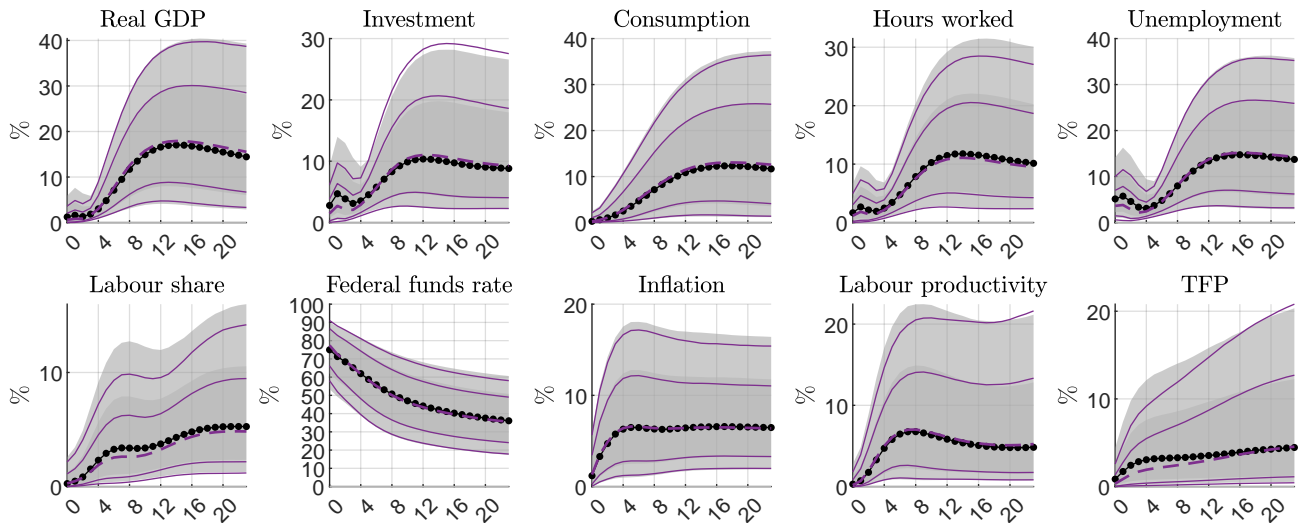 Real GDP
%
40
30
20
10
0
0 4 8 12 16 20
Investment
%
30
20
10
0
0 4 8 12 16 20
Consumption
%
40
30
20
10
0
0 4 8 12 16 20
Hours worked
%
30
20
10
0
0 4 8 12 16 20
Unemployment
%
40
30
20
10
0
0 4 8 12 16 20
Labour share
%
10
0
0 4 8 12 16 20
Federal funds rate
%
100
90
80
70
60
50
40
30
20
10
0
0 4 8 12 16 20
Inflation
%
20
10
0
0 4 8 12 16 20
Labour productivity
%
20
10
0
0 4 8 12 16 20
TFP
%
20
10
0
0 4 8 12 16 20